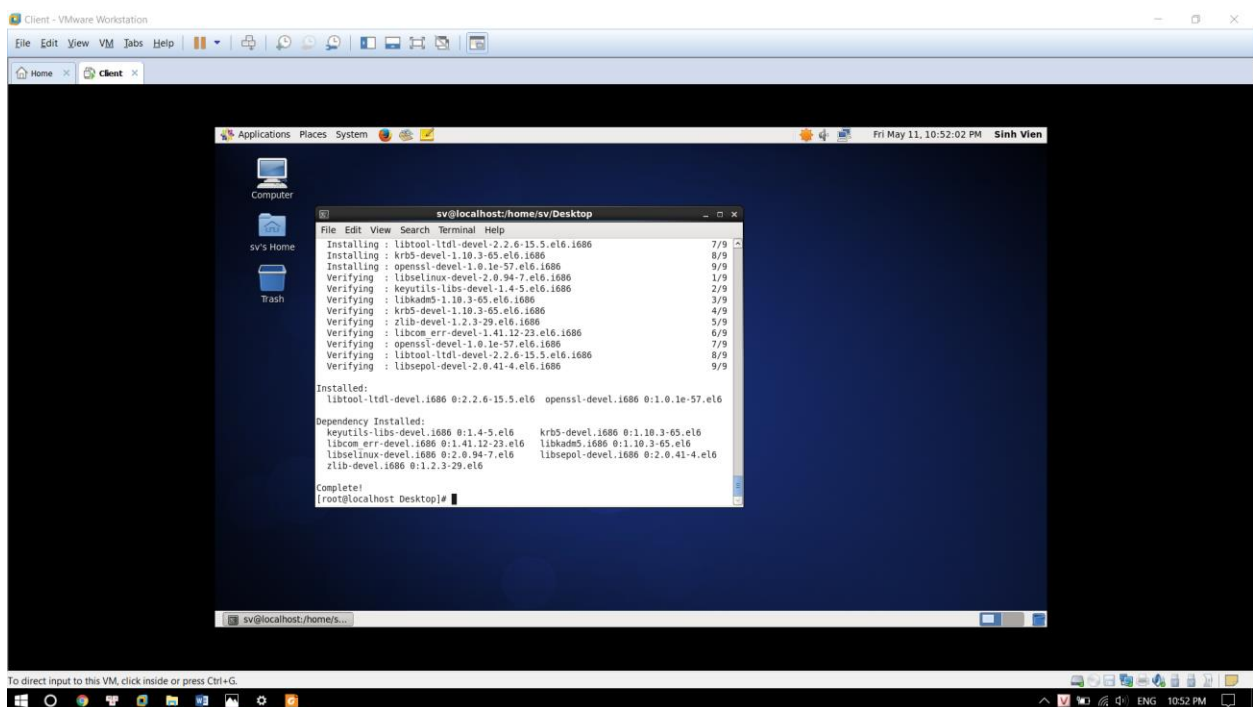 Client - VMware Workstation
File Edit View VM Tabs Help
Home Client
Applications Places System Fri May 11, 10:52:02 PM Sinh Vien
Computer
sv's Home
Trash
sv@localhost:/home/sv/Desktop
File Edit View Search Terminal Help
Installing : libtool-ltdl-devel-2.2.6-15.5.el6.i686 7/9
Installing : krb5-devel-1.10.3-65.el6.i686 8/9
Installing : openssl-devel-1.0.1e-57.el6.i686 9/9
Verifying : libselinux-devel-2.0.94-7.el6.i686 1/9
Verifying : keyutils-libs-devel-1.4-5.el6.i686 2/9
Verifying : libkadm5-1.10.3-65.el6.i686 3/9
Verifying : krb5-devel-1.10.3-65.el6.i686 4/9
Verifying : zlib-devel-1.2.3-29.el6.i686 5/9
Verifying : libcom_err-devel-1.41.12-23.el6.i686 6/9
Verifying : openssl-devel-1.0.1e-57.el6.i686 7/9
Verifying : libtool-ltdl-devel-2.2.6-15.5.el6.i686 8/9
Verifying : libsepol-devel-2.0.41-4.el6.i686 9/9
Installed:
libtool-ltdl-devel.i686 0:2.2.6-15.5.el6 openssl-devel.i686 0:1.0.1e-57.el6
Dependency Installed:
keyutils-libs-devel.i686 0:1.4-5.el6 krb5-devel.i686 0:1.10.3-65.el6
libcom_err-devel.i686 0:1.41.12-23.el6 libkadm5.i686 0:1.10.3-65.el6
libselinux-devel.i686 0:2.0.94-7.el6 libsepol-devel.i686 0:2.0.41-4.el6
zlib-devel.i686 0:1.2.3-29.el6
Complete!
[root@localhost Desktop]#
sv@localhost:/home/s...
To direct input to this VM, click inside or press Ctrl+G.
ENG 10:52 PM